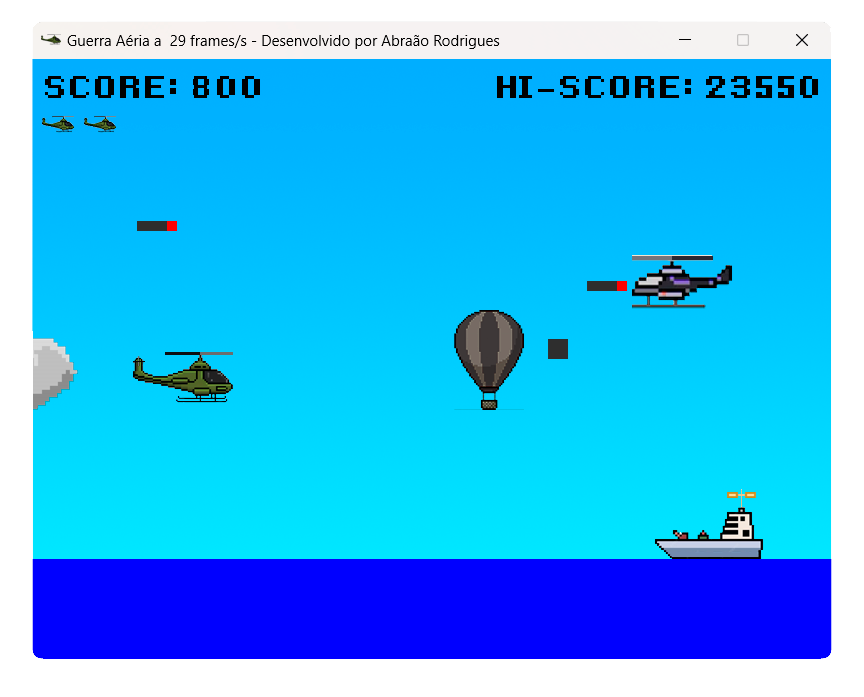 Guerra Aéria a  29 frames/s - Desenvolvido por Abraão Rodrigues
SCORE: 800
HI-SCORE: 23550